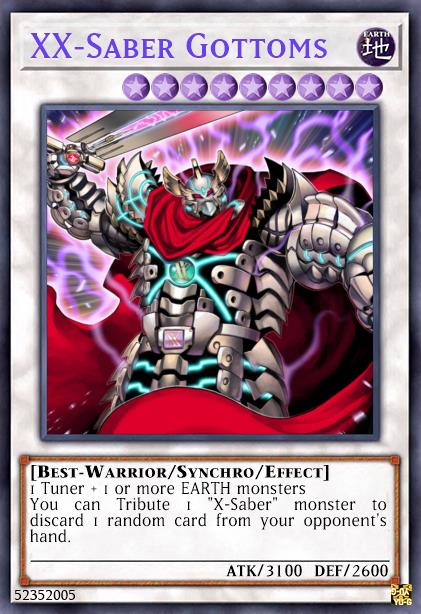 XX-Saber Gottoms
EARTH
地
[Best-Warrior/Synchro/Effect]
1 Tuner + 1 or more EARTH monsters
You can Tribute 1 "X-Saber" monster to
discard 1 random card from your opponent's
hand.
ATK/3100 DEF/2600
52352005